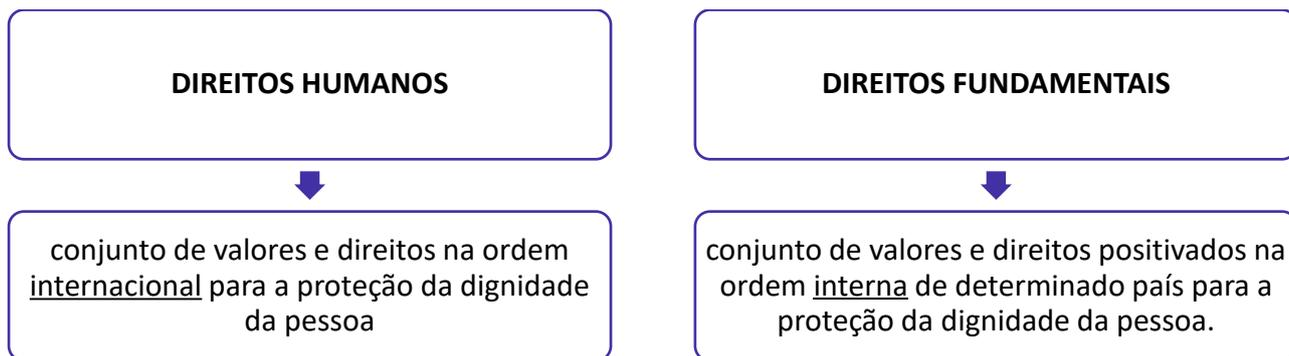 DIREITOS HUMANOS
conjunto de valores e direitos na ordem
internacional para a proteção da dignidade
da pessoa
DIREITOS FUNDAMENTAIS
conjunto de valores e direitos positivados na
ordem interna de determinado país para a
proteção da dignidade da pessoa.